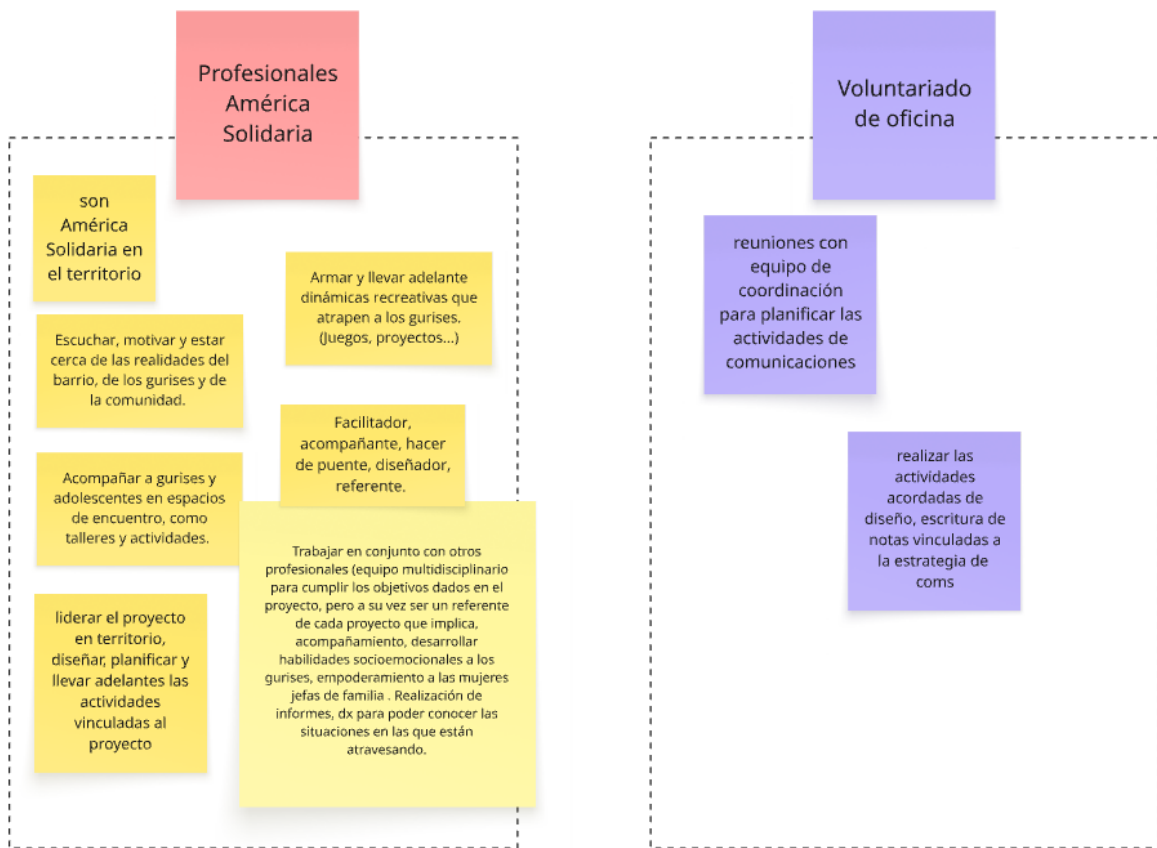 Profesionales
América
Solidaria
son
América
Solidaria en
el territorio
Armar y llevar adelante
dinámicas recreativas que
atrapen a los gurises.
(Juegos, proyectos...)
Escuchar, motivar y estar
cerca de las realidades del
barrio, de los gurises y de
la comunidad.
Facilitador,
acompañante, hacer
de puente, diseñador,
referente.
Acompañar a gurises y
adolescentes en espacios
de encuentro, como
talleres y actividades.
Trabajar en conjunto con otros
profesionales (equipo multidisciplinario
para cumplir los objetivos dados en el
proyecto, pero a su vez ser un referente
de cada proyecto que implica,
acompañamiento, desarrollar
habilidades socioemocionales a los
gurises, empoderamiento a las mujeres
jefas de familia . Realización de
informes, dx para poder conocer las
situaciones en las que están
atravesando.
liderar el proyecto
en territorio,
diseñar, planificar y
llevar adelantes las
actividades
vinculadas al
proyecto
Voluntariado
de oficina
reuniones con
equipo de
coordinación
para planificar las
actividades de
comunicaciones
realizar las
actividades
acordadas de
diseño, escritura de
notas vinculadas a
la estrategia de
coms